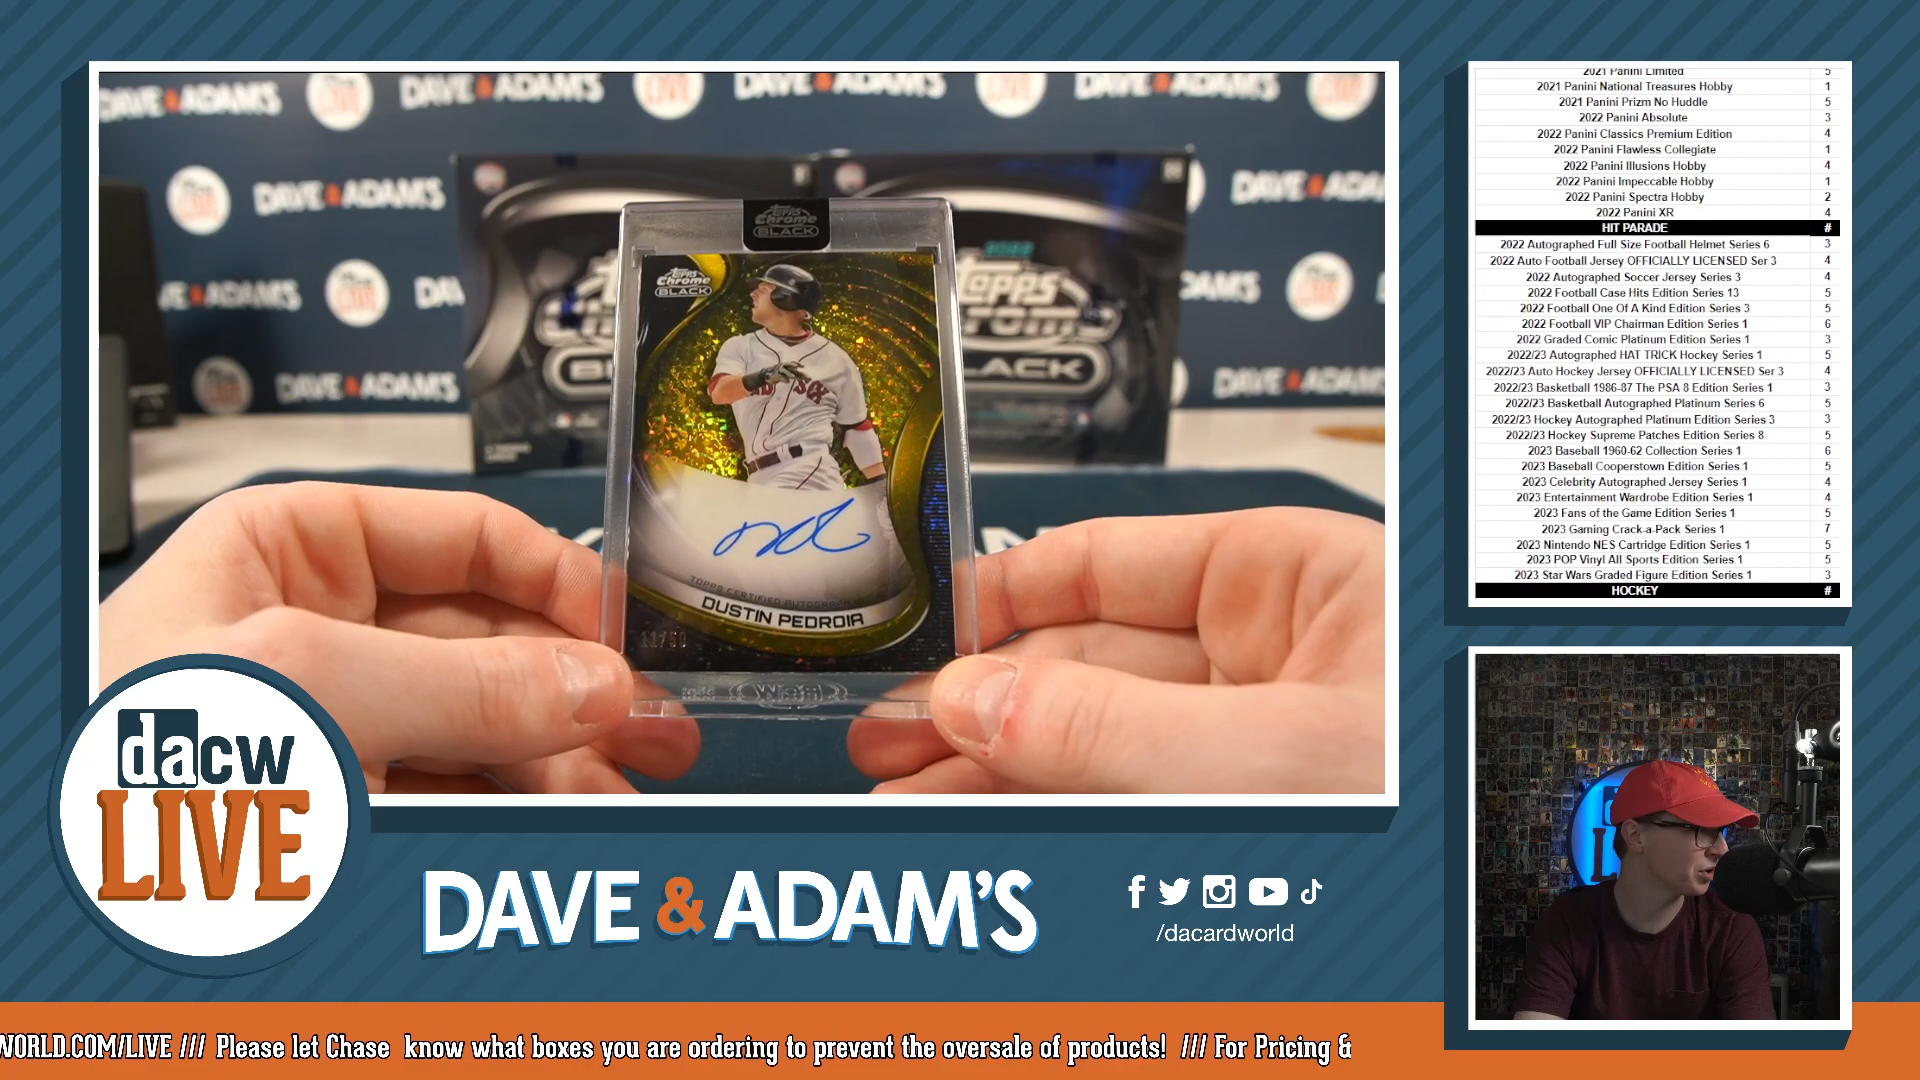 DAVE & ADAM'S
DAVE & ADAM'S
DAVE & ADAM'S
DAVE & ADAM'S
DAVE & ADAM'S
DAVE & ADAM'S
DAVE & ADAM'S
Topps
Chrome
BLACK
Topps
Chrome
BLACK
TOPPS CERTIFIED AUTOGRAPH
DUSTIN PEDROIA
dacw
LIVE
DAVE & ADAM'S
/dacardworld
WORLD.COM/LIVE /// Please let Chase know what boxes you are ordering to prevent the oversale of products! /// For Pricing &
2021 Panini Limited 5
2021 Panini National Treasures Hobby 1
2021 Panini Prizm No Huddle 5
2022 Panini Absolute 3
2022 Panini Classics Premium Edition 4
2022 Panini Flawless Collegiate 1
2022 Panini Illusions Hobby 4
2022 Panini Impeccable Hobby 1
2022 Panini Spectra Hobby 2
2022 Panini XR 4
HIT PARADE #
2022 Autographed Full Size Football Helmet Series 6 3
2022 Auto Football Jersey OFFICIALLY LICENSED Ser 3 4
2022 Autographed Soccer Jersey Series 3 4
2022 Football Case Hits Edition Series 13 5
2022 Football One Of A Kind Edition Series 3 5
2022 Football VIP Chairman Edition Series 1 6
2022 Graded Comic Platinum Edition Series 1 3
2022/23 Autographed HAT TRICK Hockey Series 1 5
2022/23 Auto Hockey Jersey OFFICIALLY LICENSED Ser 3 4
2022/23 Basketball 1986-87 The PSA 8 Edition Series 1 3
2022/23 Basketball Autographed Platinum Series 6 5
2022/23 Hockey Autographed Platinum Edition Series 3 3
2022/23 Hockey Supreme Patches Edition Series 8 5
2023 Baseball 1960-62 Collection Series 1 6
2023 Baseball Cooperstown Edition Series 1 5
2023 Celebrity Autographed Jersey Series 1 4
2023 Entertainment Wardrobe Edition Series 1 4
2023 Fans of the Game Edition Series 1 5
2023 Gaming Crack-a-Pack Series 1 7
2023 Nintendo NES Cartridge Edition Series 1 5
2023 POP Vinyl All Sports Edition Series 1 5
2023 Star Wars Graded Figure Edition Series 1 3
HOCKEY #